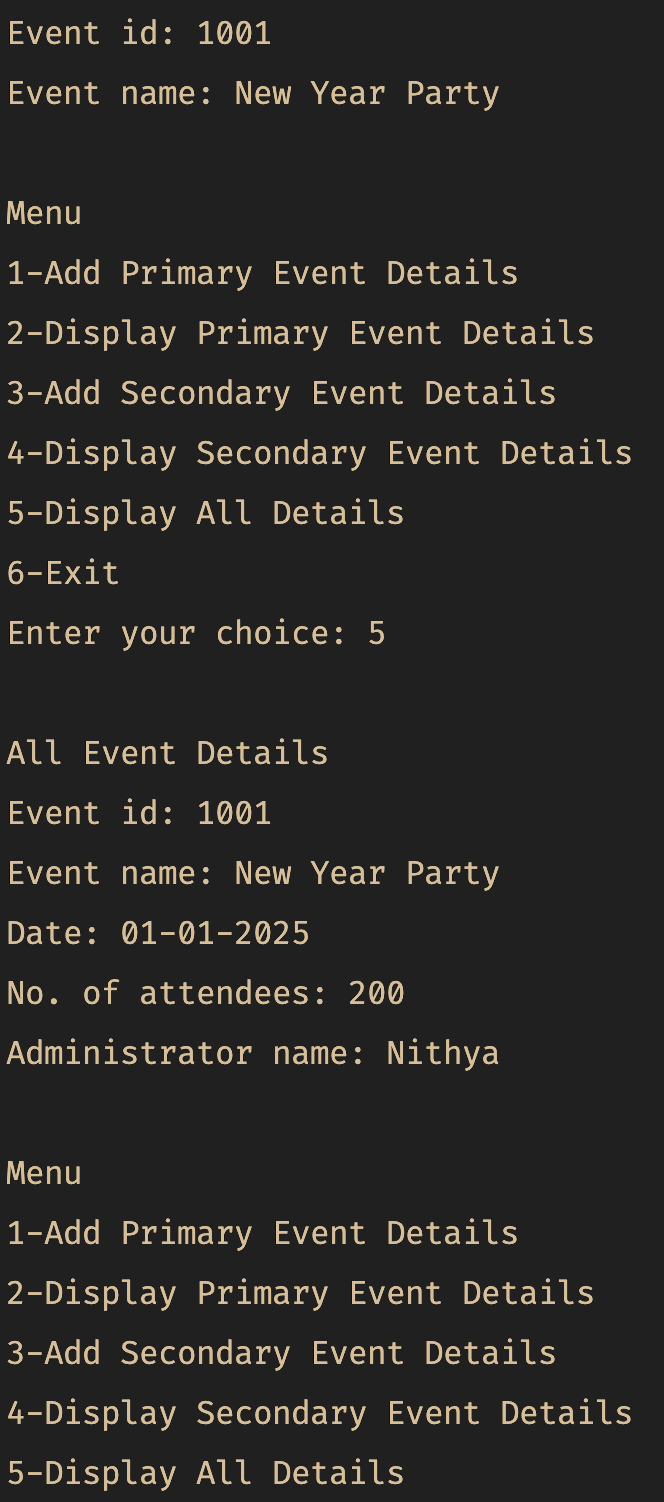 Event id: 1001
Event name: New Year Party
Menu
1-Add Primary Event Details
2-Display Primary Event Details
3-Add Secondary Event Details
4-Display Secondary Event Details
5-Display All Details
6-Exit
Enter your choice: 5
All Event Details
Event id: 1001
Event name: New Year Party
Date: 01-01-2025
No. of attendees: 200
Administrator name: Nithya
Menu
1-Add Primary Event Details
2-Display Primary Event Details
3-Add Secondary Event Details
4-Display Secondary Event Details
5-Display All Details